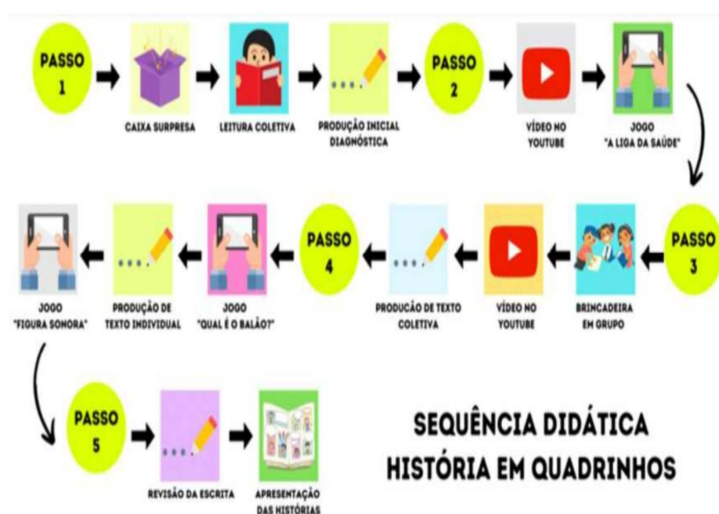 PASSO
1
CAIXA SURPRESA
LEITURA COLETIVA
PRODUÇÃO INICIAL
DIAGNÓSTICA
PASSO
2
VÍDEO NO
YOUTUBE
JOGO
"A LIGA DA SAÚDE"
PASSO
3
BRINCADEIRA
EM GRUPO
VÍDEO NO
YOUTUBE
PRODUCÃO DE TEXTO
COLETIVA
PASSO
4
JOGO
"QUAL É O BALÃO?"
PRODUÇÃO DE
TEXTO INDIVIDUAL
JOGO
"FIGURA SONORA"
PASSO
5
REVISÃO DA ESCRITA
APRESENTAÇÃO
DAS HISTÓRIAS
SEQUÊNCIA DIDÁTICA
HISTÓRIA EM QUADRINHOS